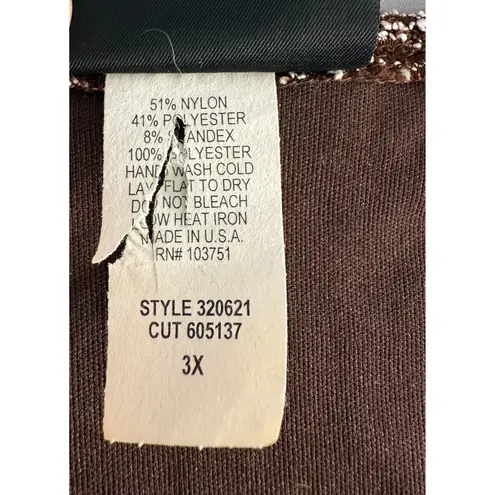 51% NYLON
41% POLYESTER
8% SPANDEX
100% POLYESTER
HAND WASH COLD
LAY FLAT TO DRY
DO NOT BLEACH
LOW HEAT IRON
MADE IN U.S.A.
RN# 103751
STYLE 320621
CUT 605137
3X